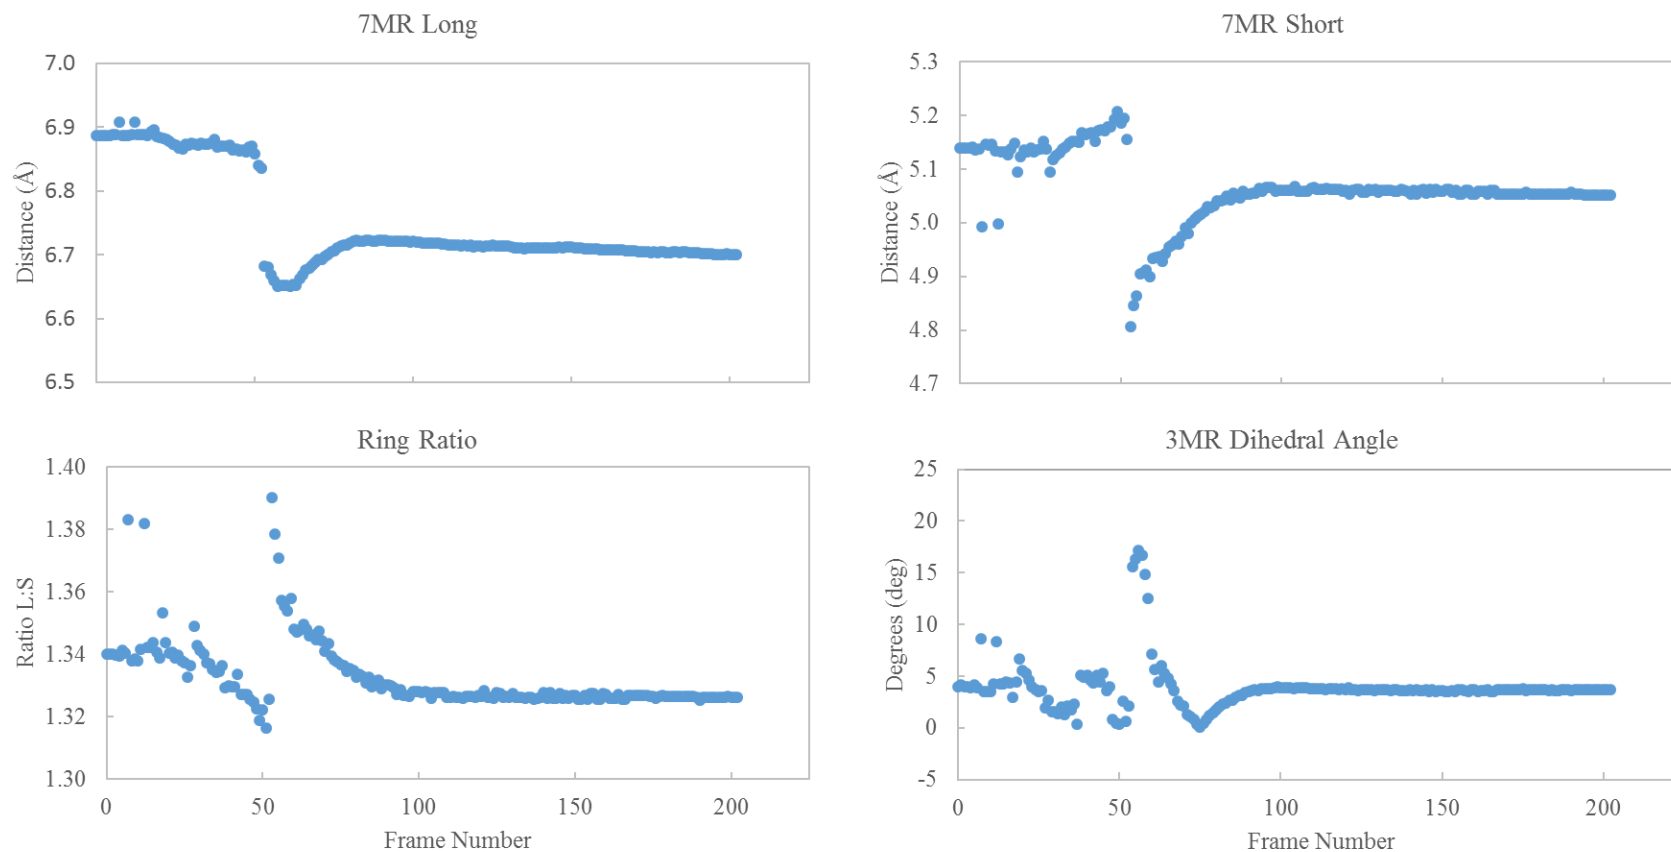 7MR Long
7.0
6.9
6.8
6.7
6.6
6.5
Distance (Å)
7MR Short
5.3
5.2
5.1
5.0
4.9
4.8
4.7
Distance (Å)
Ring Ratio
1.40
1.38
1.36
1.34
1.32
1.30
Ratio L:S
0 50 100 150 200
Frame Number
3MR Dihedral Angle
25
20
15
10
5
0
-5
Degrees (deg)
0 50 100 150 200
Frame Number